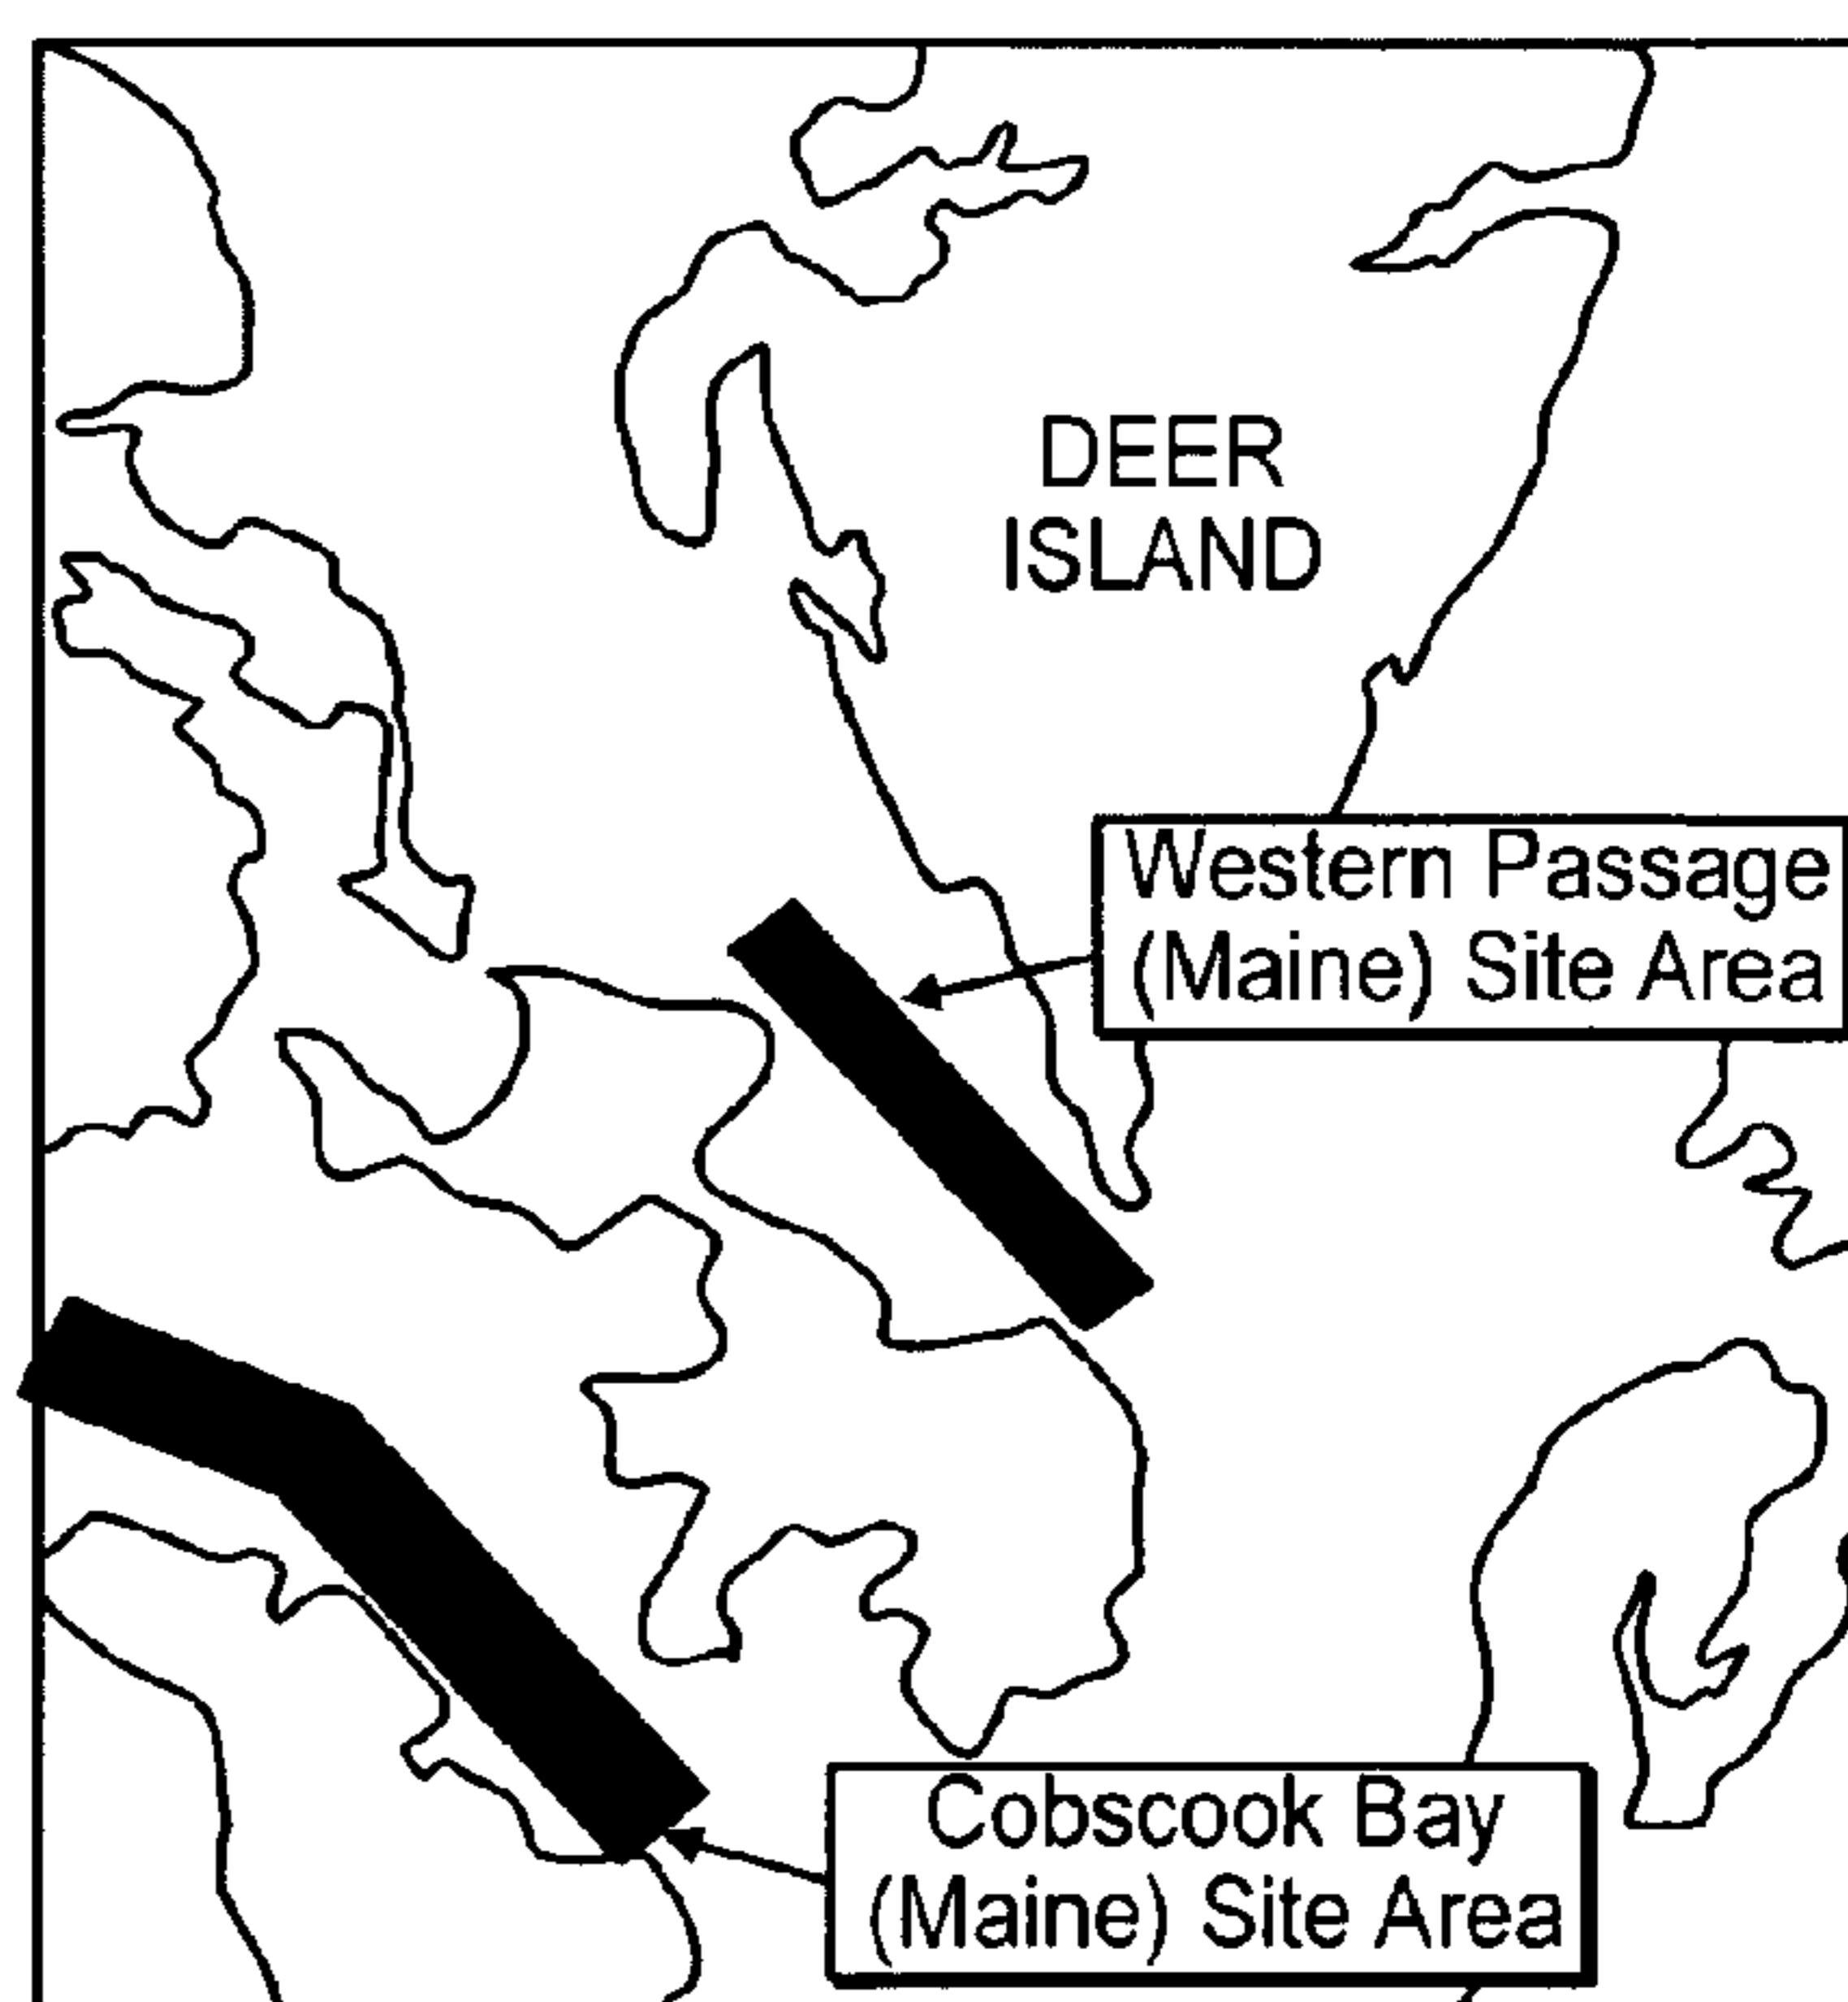 DEER
ISLAND
Western Passage
(Maine) Site Area
Cobscook Bay
(Maine) Site Area